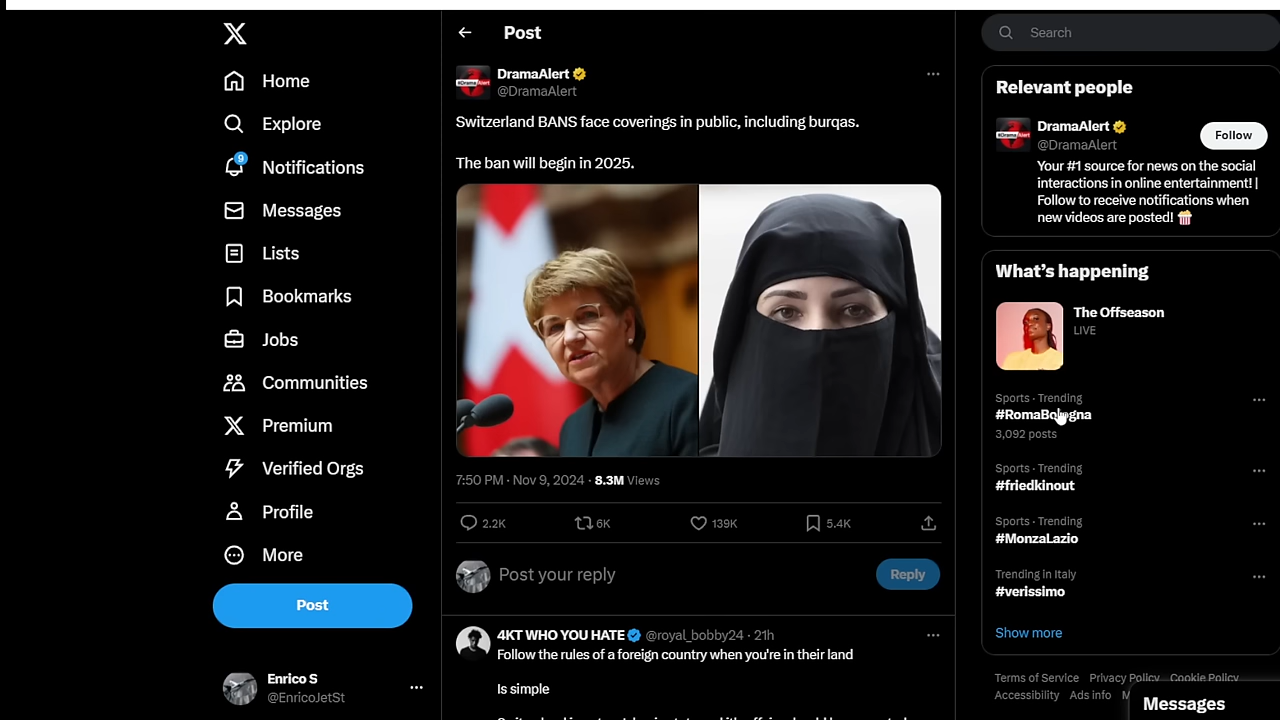 Home
Explore
9
Notifications
Messages
Lists
Bookmarks
Jobs
Communities
Premium
Verified Orgs
Profile
More
Post
Enrico S
@EnricoJetSt
Post
DramaAlert
@DramaAlert
Switzerland BANS face coverings in public, including burqas.
The ban will begin in 2025.
7:50 PM · Nov 9, 2024 · 8.3M Views
2.2K
6K
139K
5.4K
Post your reply
Reply
4KT WHO YOU HATE @royal_bobby24 · 21h
Follow the rules of a foreign country when you're in their land
Is simple
Search
Relevant people
DramaAlert
@DramaAlert
Follow
Your #1 source for news on the social
interactions in online entertainment! |
Follow to receive notifications when
new videos are posted! 🍿
What's happening
The Offseason
LIVE
Sports · Trending
#RomaBologna
3,092 posts
Sports · Trending
#friedkinout
Sports · Trending
#MonzaLazio
Trending in Italy
#verissimo
Show more
Terms of Service Privacy Policy Cookie Policy
Accessibility Ads info
Messages